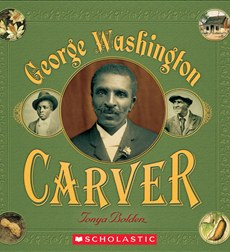 George Washington
CARVER
Tonya Bolden
SCHOLASTIC